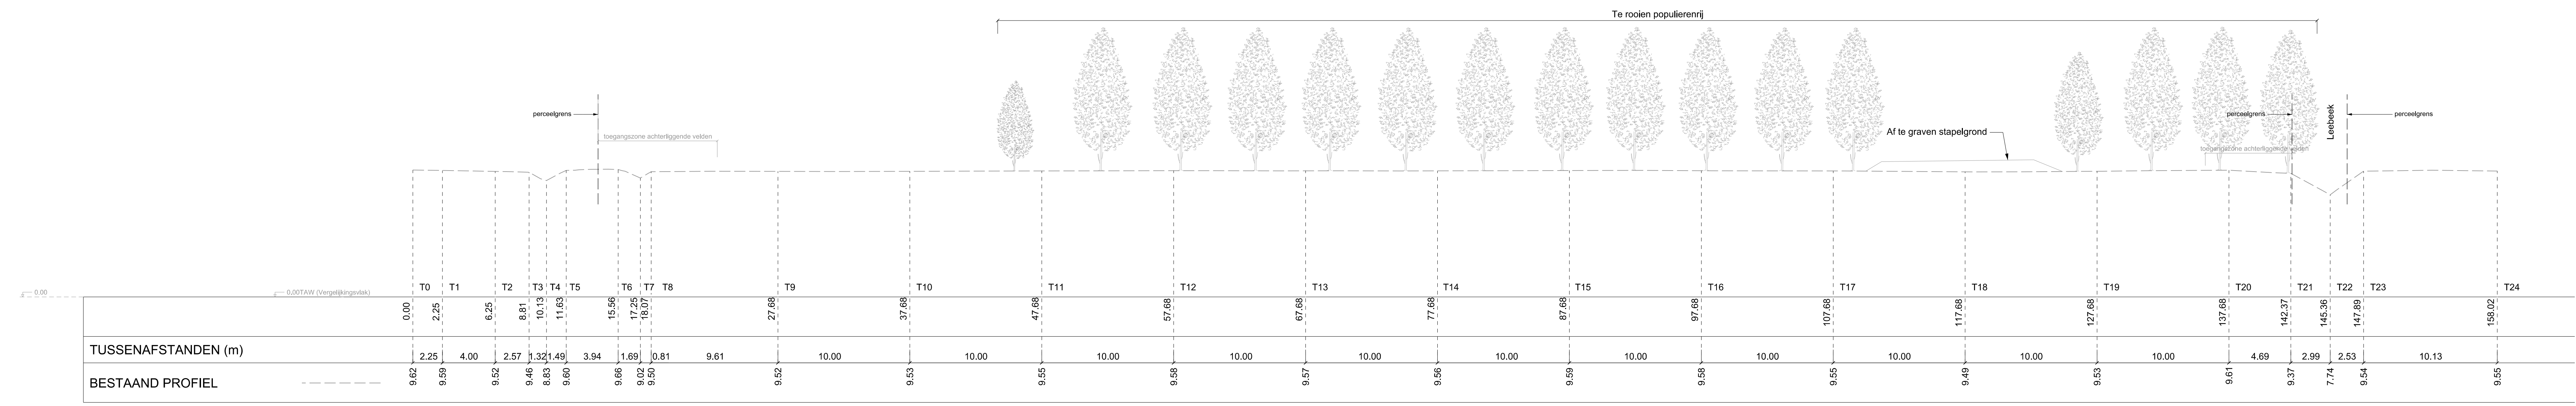 Te rooien populierenrij
perceelgrens
toegangszone achterliggende velden
Af te graven stapelgrond
perceelgrens
Leebeek
perceelgrens
toegangszone achterliggende velden
0.00
0,00TAW (Vergelijkingsvlak)
T0 T1 T2 T3 T4 T5 T6 T7 T8 T9 T10 T11 T12 T13 T14 T15 T16 T17 T18 T19 T20 T21 T22 T23 T24
0.00 2.25 6.25 8.81 10.13 11.63 15.56 17.25 18.07 27.68 37.68 47.68 57.68 67.68 77.68 87.68 97.68 107.68 117.68 127.68 137.68 142.37 145.36 147.89 158.02
TUSSENAFSTANDEN (m) 2.25 4.00 2.57 1.32 1.49 3.94 1.69 0.81 9.61 10.00 10.00 10.00 10.00 10.00 10.00 10.00 10.00 10.00 10.00 10.00 4.69 2.99 2.53 10.13
BESTAAND PROFIEL 9.62 9.59 9.52 9.46 8.83 9.60 9.66 9.02 9.50 9.52 9.53 9.55 9.58 9.57 9.56 9.59 9.58 9.55 9.49 9.53 9.61 9.37 7.74 9.54 9.55